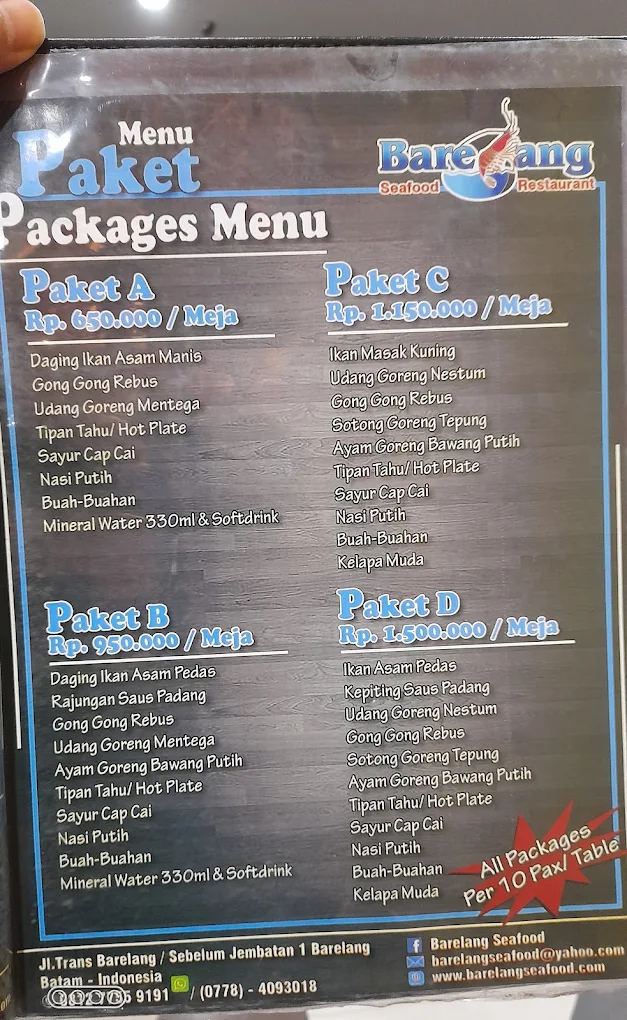 Menu
Paket
Packages Menu
Barelang
Seafood Restaurant
Paket A
Rp. 650.000 / Meja
Daging Ikan Asam Manis
Gong Gong Rebus
Udang Goreng Mentega
Tipan Tahu/ Hot Plate
Sayur Cap Cai
Nasi Putih
Buah-Buahan
Mineral Water 330ml & Softdrink
Paket B
Rp. 950.000 / Meja
Daging Ikan Asam Pedas
Rajungan Saus Padang
Gong Gong Rebus
Udang Goreng Mentega
Ayam Goreng Bawang Putih
Tipan Tahu/ Hot Plate
Sayur Cap Cai
Nasi Putih
Buah-Buahan
Mineral Water 330ml & Softdrink
Paket C
Rp. 1.150.000 / Meja
Ikan Masak Kuning
Udang Goreng Nestum
Gong Gong Rebus
Sotong Goreng Tepung
Ayam Goreng Bawang Putih
Tipan Tahu/ Hot Plate
Sayur Cap Cai
Nasi Putih
Buah-Buahan
Kelapa Muda
Paket D
Rp. 1.500.000 / Meja
Ikan Asam Pedas
Kepiting Saus Padang
Udang Goreng Nestum
Gong Gong Rebus
Sotong Goreng Tepung
Ayam Goreng Bawang Putih
Tipan Tahu/ Hot Plate
Sayur Cap Cai
Nasi Putih
Buah-Buahan
Kelapa Muda
All Packages
Per 10 Pax/ Table
Jl.Trans Barelang / Sebelum Jembatan 1 Barelang
Batam - Indonesia
9191 / (0778) - 4093018
Barelang Seafood
barelangseafood@yahoo.com
www.barelangseafood.com